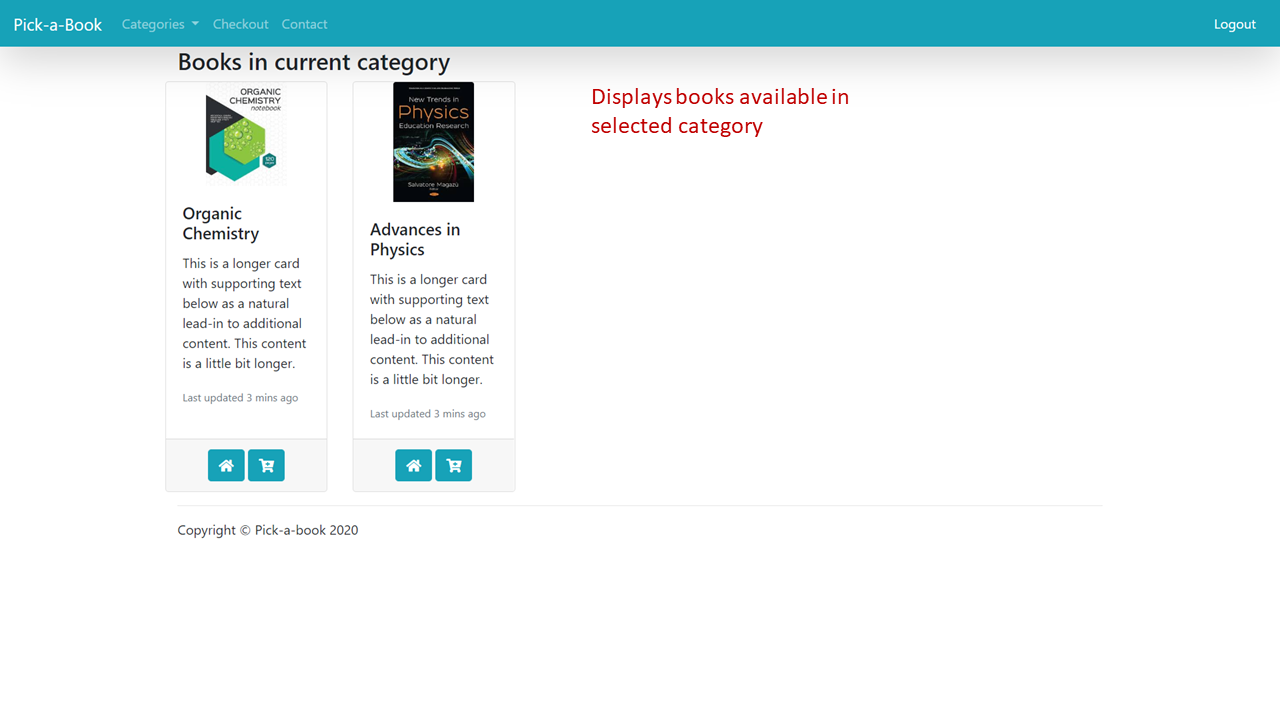 Pick-a-Book Categories Checkout Contact Logout
Books in current category
Displays books available in
selected category
ORGANIC
CHEMISTRY
notebook
120
New Trends in
Physics
Education Research
Salvatore Magazù
Organic
Chemistry
This is a longer card
with supporting text
below as a natural
lead-in to additional
content. This content
is a little bit longer.
Last updated 3 mins ago
Advances in
Physics
This is a longer card
with supporting text
below as a natural
lead-in to additional
content. This content
is a little bit longer.
Last updated 3 mins ago
Copyright © Pick-a-book 2020